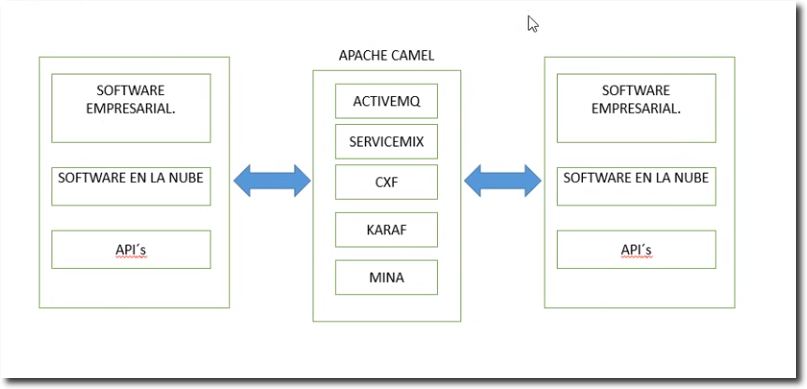 APACHE CAMEL
SOFTWARE
EMPRESARIAL.
SOFTWARE EN LA NUBE
API´s
ACTIVEMQ
SERVICEMIX
CXF
KARAF
MINA
SOFTWARE
EMPRESARIAL.
SOFTWARE EN LA NUBE
API´s